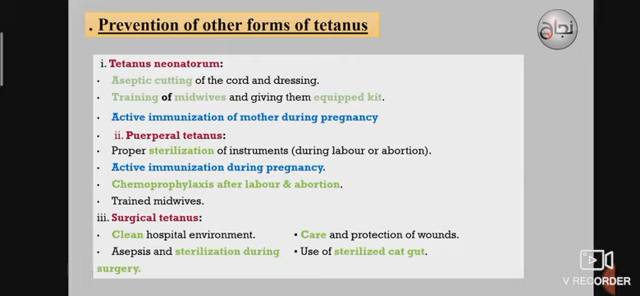 . Prevention of other forms of tetanus
نجاح
i. Tetanus neonatorum:
· Aseptic cutting of the cord and dressing.
· Training of midwives and giving them equipped kit.
· Active immunization of mother during pregnancy
· ii. Puerperal tetanus:
· Proper sterilization of instruments (during labour or abortion).
· Active immunization during pregnancy.
· Chemoprophylaxis after labour & abortion.
· Trained midwives.
iii. Surgical tetanus:
· Clean hospital environment. • Care and protection of wounds.
· Asepsis and sterilization during • Use of sterilized cat gut.
surgery.
V RECORDER